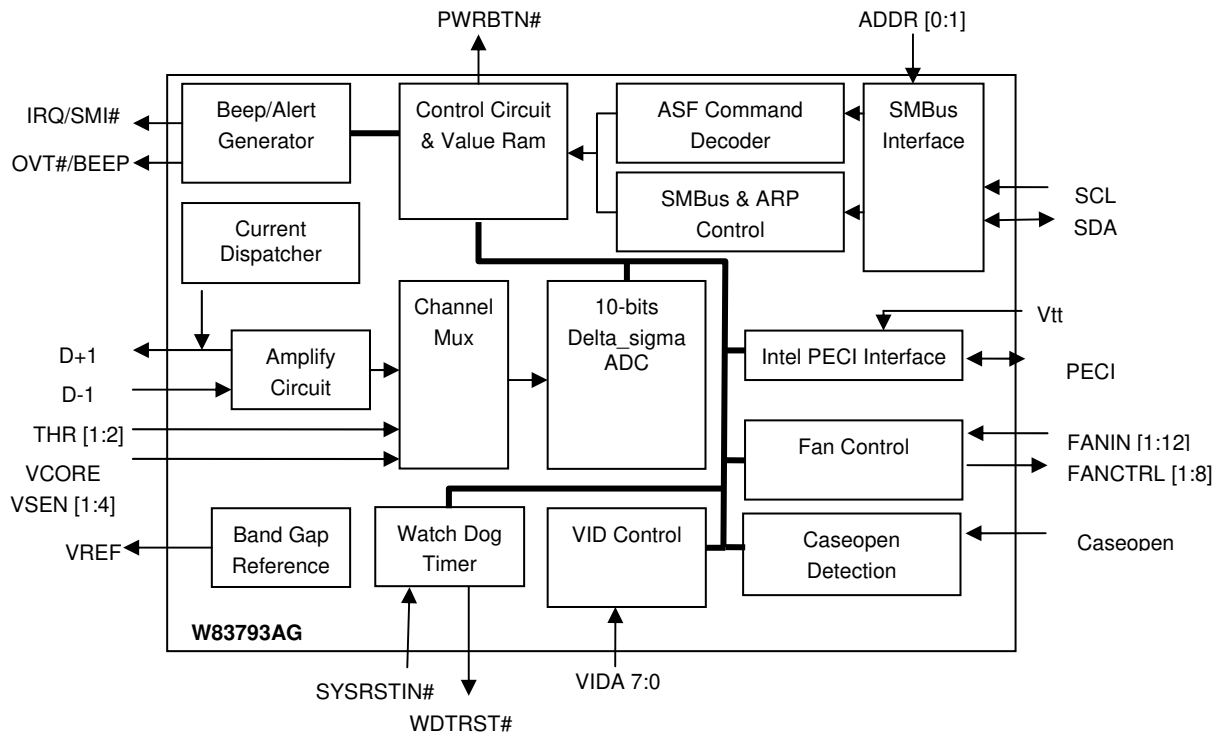 PWRBTN#
ADDR [0:1]
IRQ/SMI#
OVT#/BEEP
Beep/Alert
Generator
Control Circuit
& Value Ram
ASF Command
Decoder
SMBus
Interface
SMBus & ARP
Control
SCL
SDA
Current
Dispatcher
Channel
Mux
10-bits
Delta_sigma
ADC
Vtt
Intel PECI Interface
PECI
D+1
D-1
Amplify
Circuit
THR [1:2]
VCORE
VSEN [1:4]
Fan Control
FANIN [1:12]
FANCTRL [1:8]
VREF
Band Gap
Reference
Watch Dog
Timer
VID Control
Caseopen
Detection
Caseopen
W83793AG
SYSRSTIN#
WDTRST#
VIDA 7:0